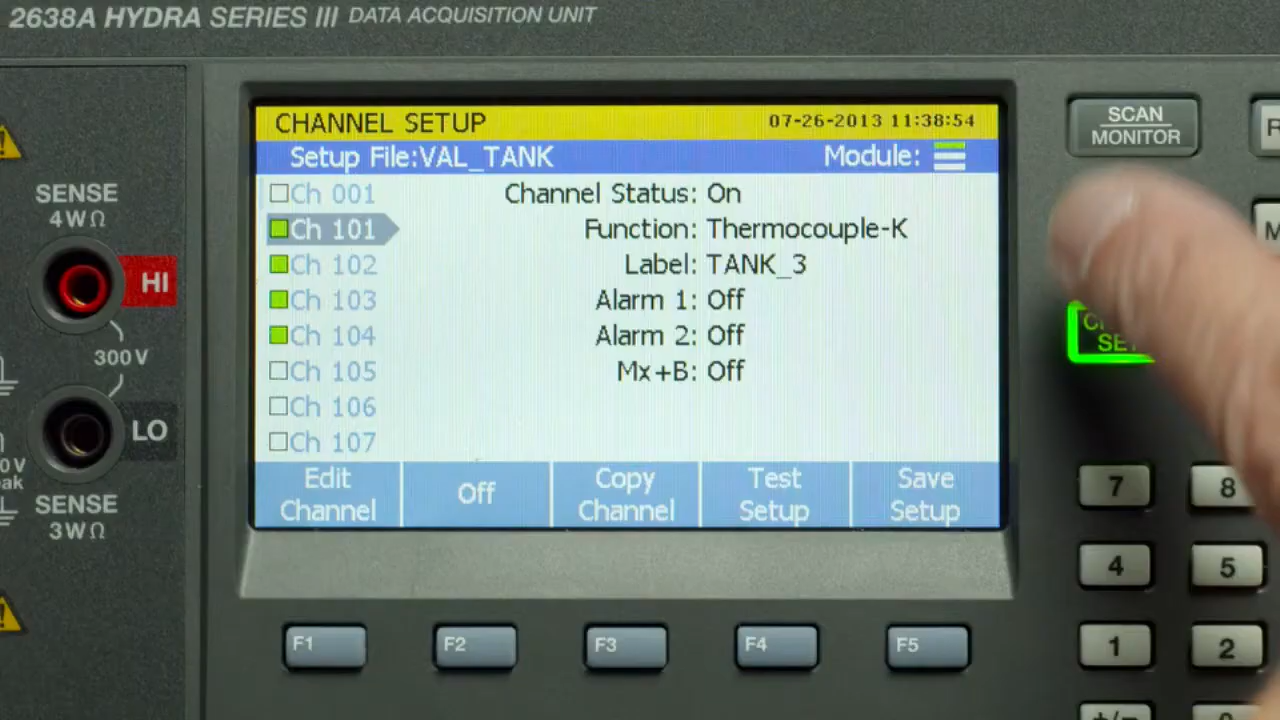 2638A HYDRA SERIES III DATA ACQUISITION UNIT
CHANNEL SETUP 07-26-2013 11:38:54
Setup File:VAL_TANK Module:
Ch 001 Channel Status: On
Ch 101 Function: Thermocouple-K
Ch 102 Label: TANK_3
Ch 103 Alarm 1: Off
Ch 104 Alarm 2: Off
Ch 105 Mx+B: Off
Ch 106
Ch 107
Edit Channel
Off
Copy Channel
Test Setup
Save Setup
SENSE
4WΩ
HI
300V
LO
SENSE
3WΩ
F1 F2 F3 F4 F5
SCAN
MONITOR
7 8
4 5
1 2
+/-